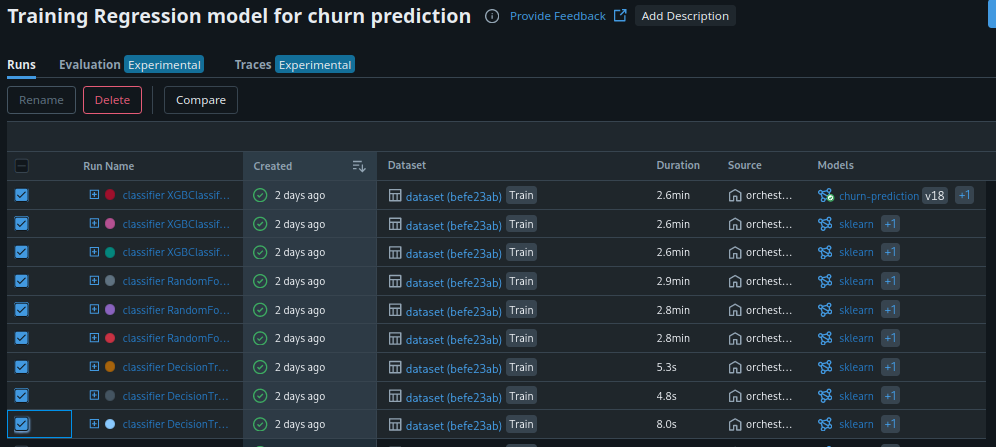 Training Regression model for churn prediction Provide Feedback Add Description
Runs Evaluation Experimental Traces Experimental
Rename Delete Compare
Run Name Created Dataset Duration Source Models
classifier XGBClassif... 2 days ago dataset (befe23ab) Train 2.6min orchest... churn-prediction v18 +1
classifier XGBClassif... 2 days ago dataset (befe23ab) Train 2.6min orchest... sklearn +1
classifier XGBClassif... 2 days ago dataset (befe23ab) Train 2.6min orchest... sklearn +1
classifier RandomFo... 2 days ago dataset (befe23ab) Train 2.9min orchest... sklearn +1
classifier RandomFo... 2 days ago dataset (befe23ab) Train 2.8min orchest... sklearn +1
classifier RandomFo... 2 days ago dataset (befe23ab) Train 2.8min orchest... sklearn +1
classifier DecisionTr... 2 days ago dataset (befe23ab) Train 5.3s orchest... sklearn +1
classifier DecisionTr... 2 days ago dataset (befe23ab) Train 4.8s orchest... sklearn +1
classifier DecisionTr... 2 days ago dataset (befe23ab) Train 8.0s orchest... sklearn +1